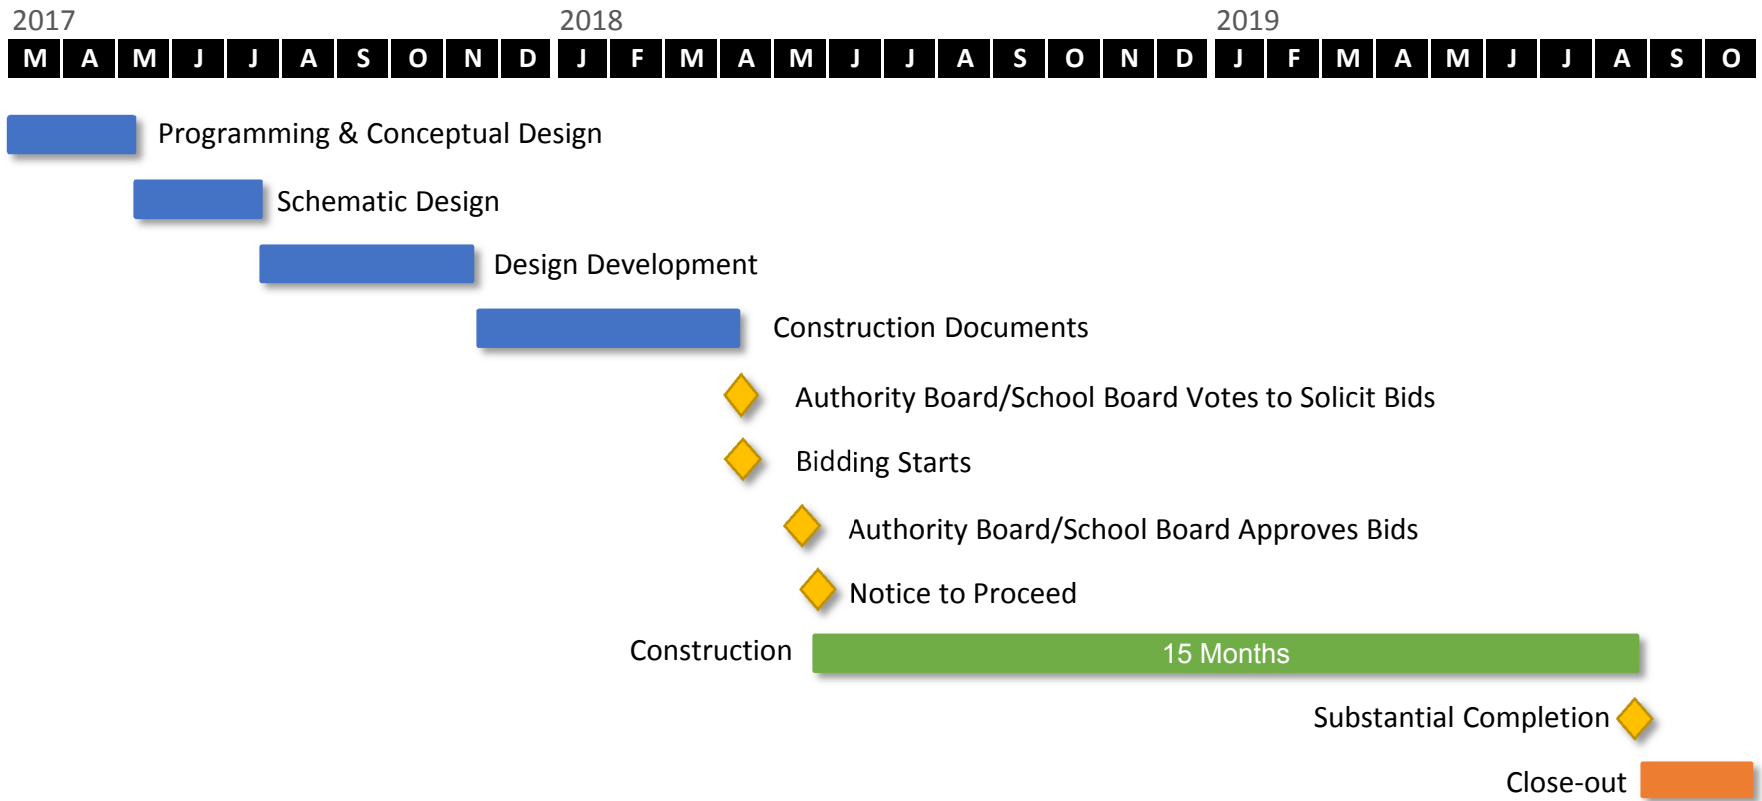 2017 2018 2019
M A M J J A S O N D J F M A M J J A S O N D J F M A M J J A S O
Programming & Conceptual Design
Schematic Design
Design Development
Construction Documents
Authority Board/School Board Votes to Solicit Bids
Bidding Starts
Authority Board/School Board Approves Bids
Notice to Proceed
Construction 15 Months
Substantial Completion
Close-out